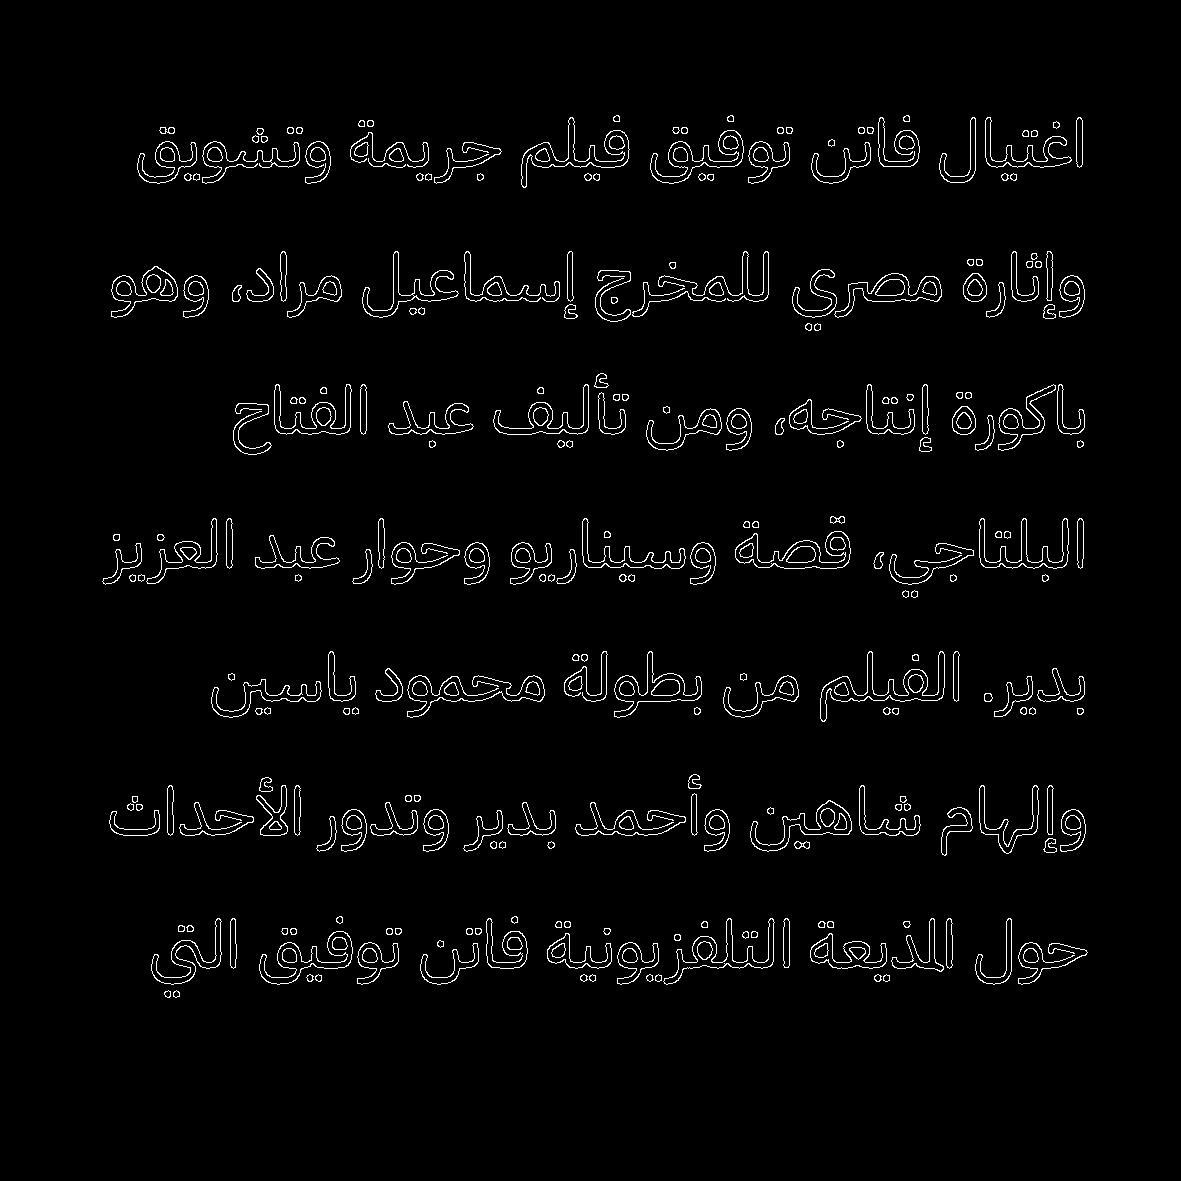 اغتيال فاتن توفيق فيلم جريمة وتشويق
وإثارة مصري للمخرج إسماعيل مراد، وهو
باكورة إنتاجه، ومن تأليف عبد الفتاح
البلتاجي، قصة وسيناريو وحوار عبد العزيز
بدير. الفيلم من بطولة محمود ياسين
وإلهام شاهين وأحمد بدير وتدور الأحداث
حول المذيعة التلفزيونية فاتن توفيق التي